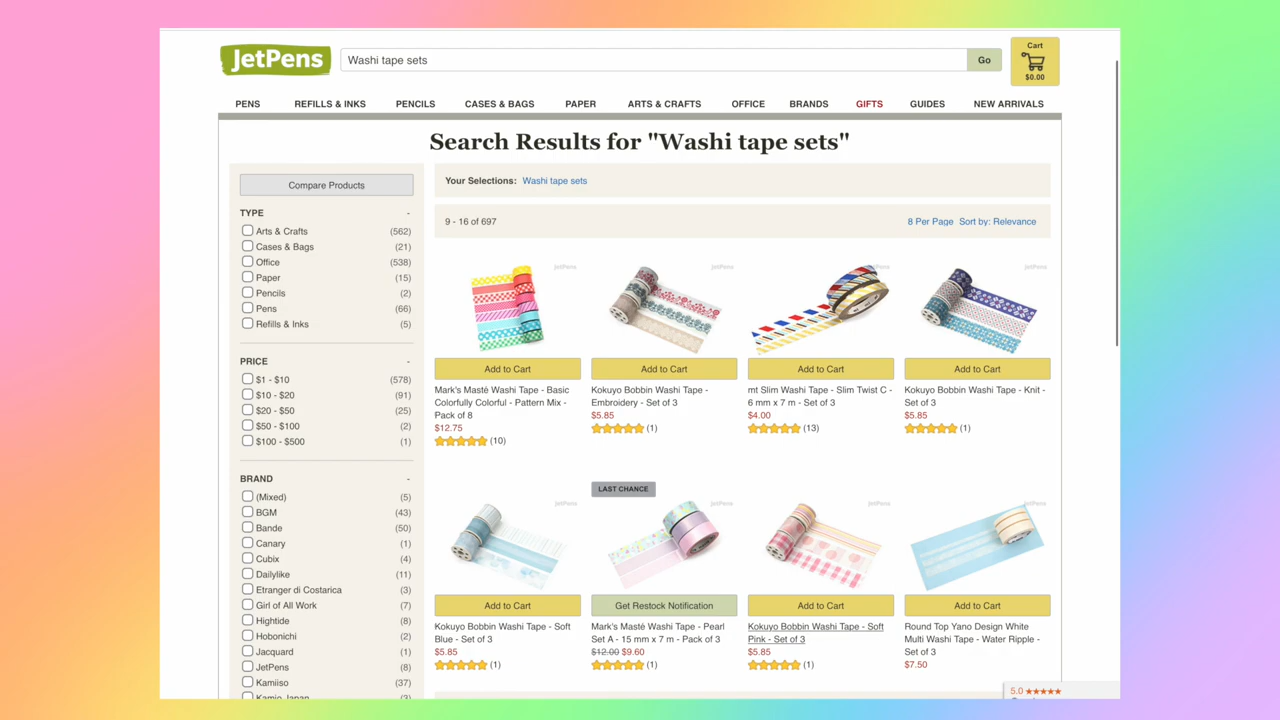 JetPens
Washi tape sets
Go
Cart
$0.00
PENS REFILLS & INKS PENCILS CASES & BAGS PAPER ARTS & CRAFTS OFFICE BRANDS GIFTS GUIDES NEW ARRIVALS
Search Results for "Washi tape sets"
Compare Products
TYPE -
Arts & Crafts (562)
Cases & Bags (21)
Office (538)
Paper (15)
Pencils (2)
Pens (66)
Refills & Inks (5)
PRICE -
$1 - $10 (578)
$10 - $20 (91)
$20 - $50 (25)
$50 - $100 (2)
$100 - $500 (1)
BRAND -
(Mixed) (5)
BGM (43)
Bande (50)
Canary (1)
Cubix (4)
Dailylike (11)
Etranger di Costarica (3)
Girl of All Work (7)
Hightide (8)
Hobonichi (2)
Jacquard (1)
JetPens (8)
Kamiiso (37)
Your Selections: Washi tape sets
9 - 16 of 697
8 Per Page Sort by: Relevance
JetPens
Add to Cart
Mark's Masté Washi Tape - Basic
Colorfully Colorful - Pattern Mix -
Pack of 8
$12.75
(10)
JetPens
Add to Cart
Kokuyo Bobbin Washi Tape -
Embroidery - Set of 3
$5.85
(1)
JetPens
Add to Cart
mt Slim Washi Tape - Slim Twist C -
6 mm x 7 m - Set of 3
$4.00
(13)
JetPens
Add to Cart
Kokuyo Bobbin Washi Tape - Knit -
Set of 3
$5.85
(1)
JetPens
Add to Cart
Kokuyo Bobbin Washi Tape - Soft
Blue - Set of 3
$5.85
(1)
LAST CHANCE
JetPens
Get Restock Notification
Mark's Masté Washi Tape - Pearl
Set A - 15 mm x 7 m - Pack of 3
$12.00 $9.60
(1)
JetPens
Add to Cart
Kokuyo Bobbin Washi Tape - Soft
Pink - Set of 3
$5.85
(1)
JetPens
Add to Cart
Round Top Yano Design White
Multi Washi Tape - Water Ripple -
Set of 3
$7.50
5.0